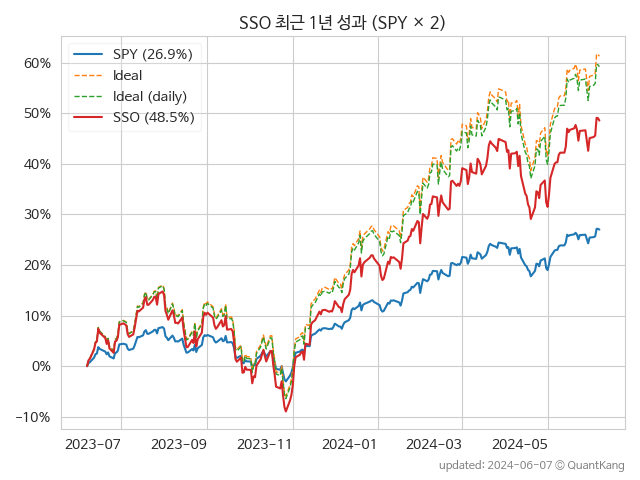 SSO 최근 1년 성과 (SPY × 2)
SPY (26.9%)
Ideal
Ideal (daily)
SSO (48.5%)
60%
50%
40%
30%
20%
10%
0%
−10%
2023-07 2023-09 2023-11 2024-01 2024-03 2024-05
updated: 2024-06-07 © QuantKang